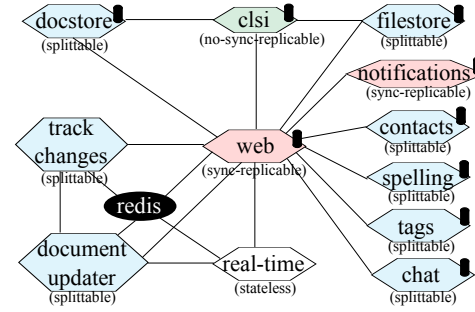 docstore
(splittable)
clsi
(no-sync-replicable)
filestore
(splittable)
notifications
(sync-replicable)
track
changes
(splittable)
web
(sync-replicable)
contacts
(splittable)
spelling
(splittable)
redis
tags
(splittable)
document
updater
(splittable)
real-time
(stateless)
chat
(splittable)